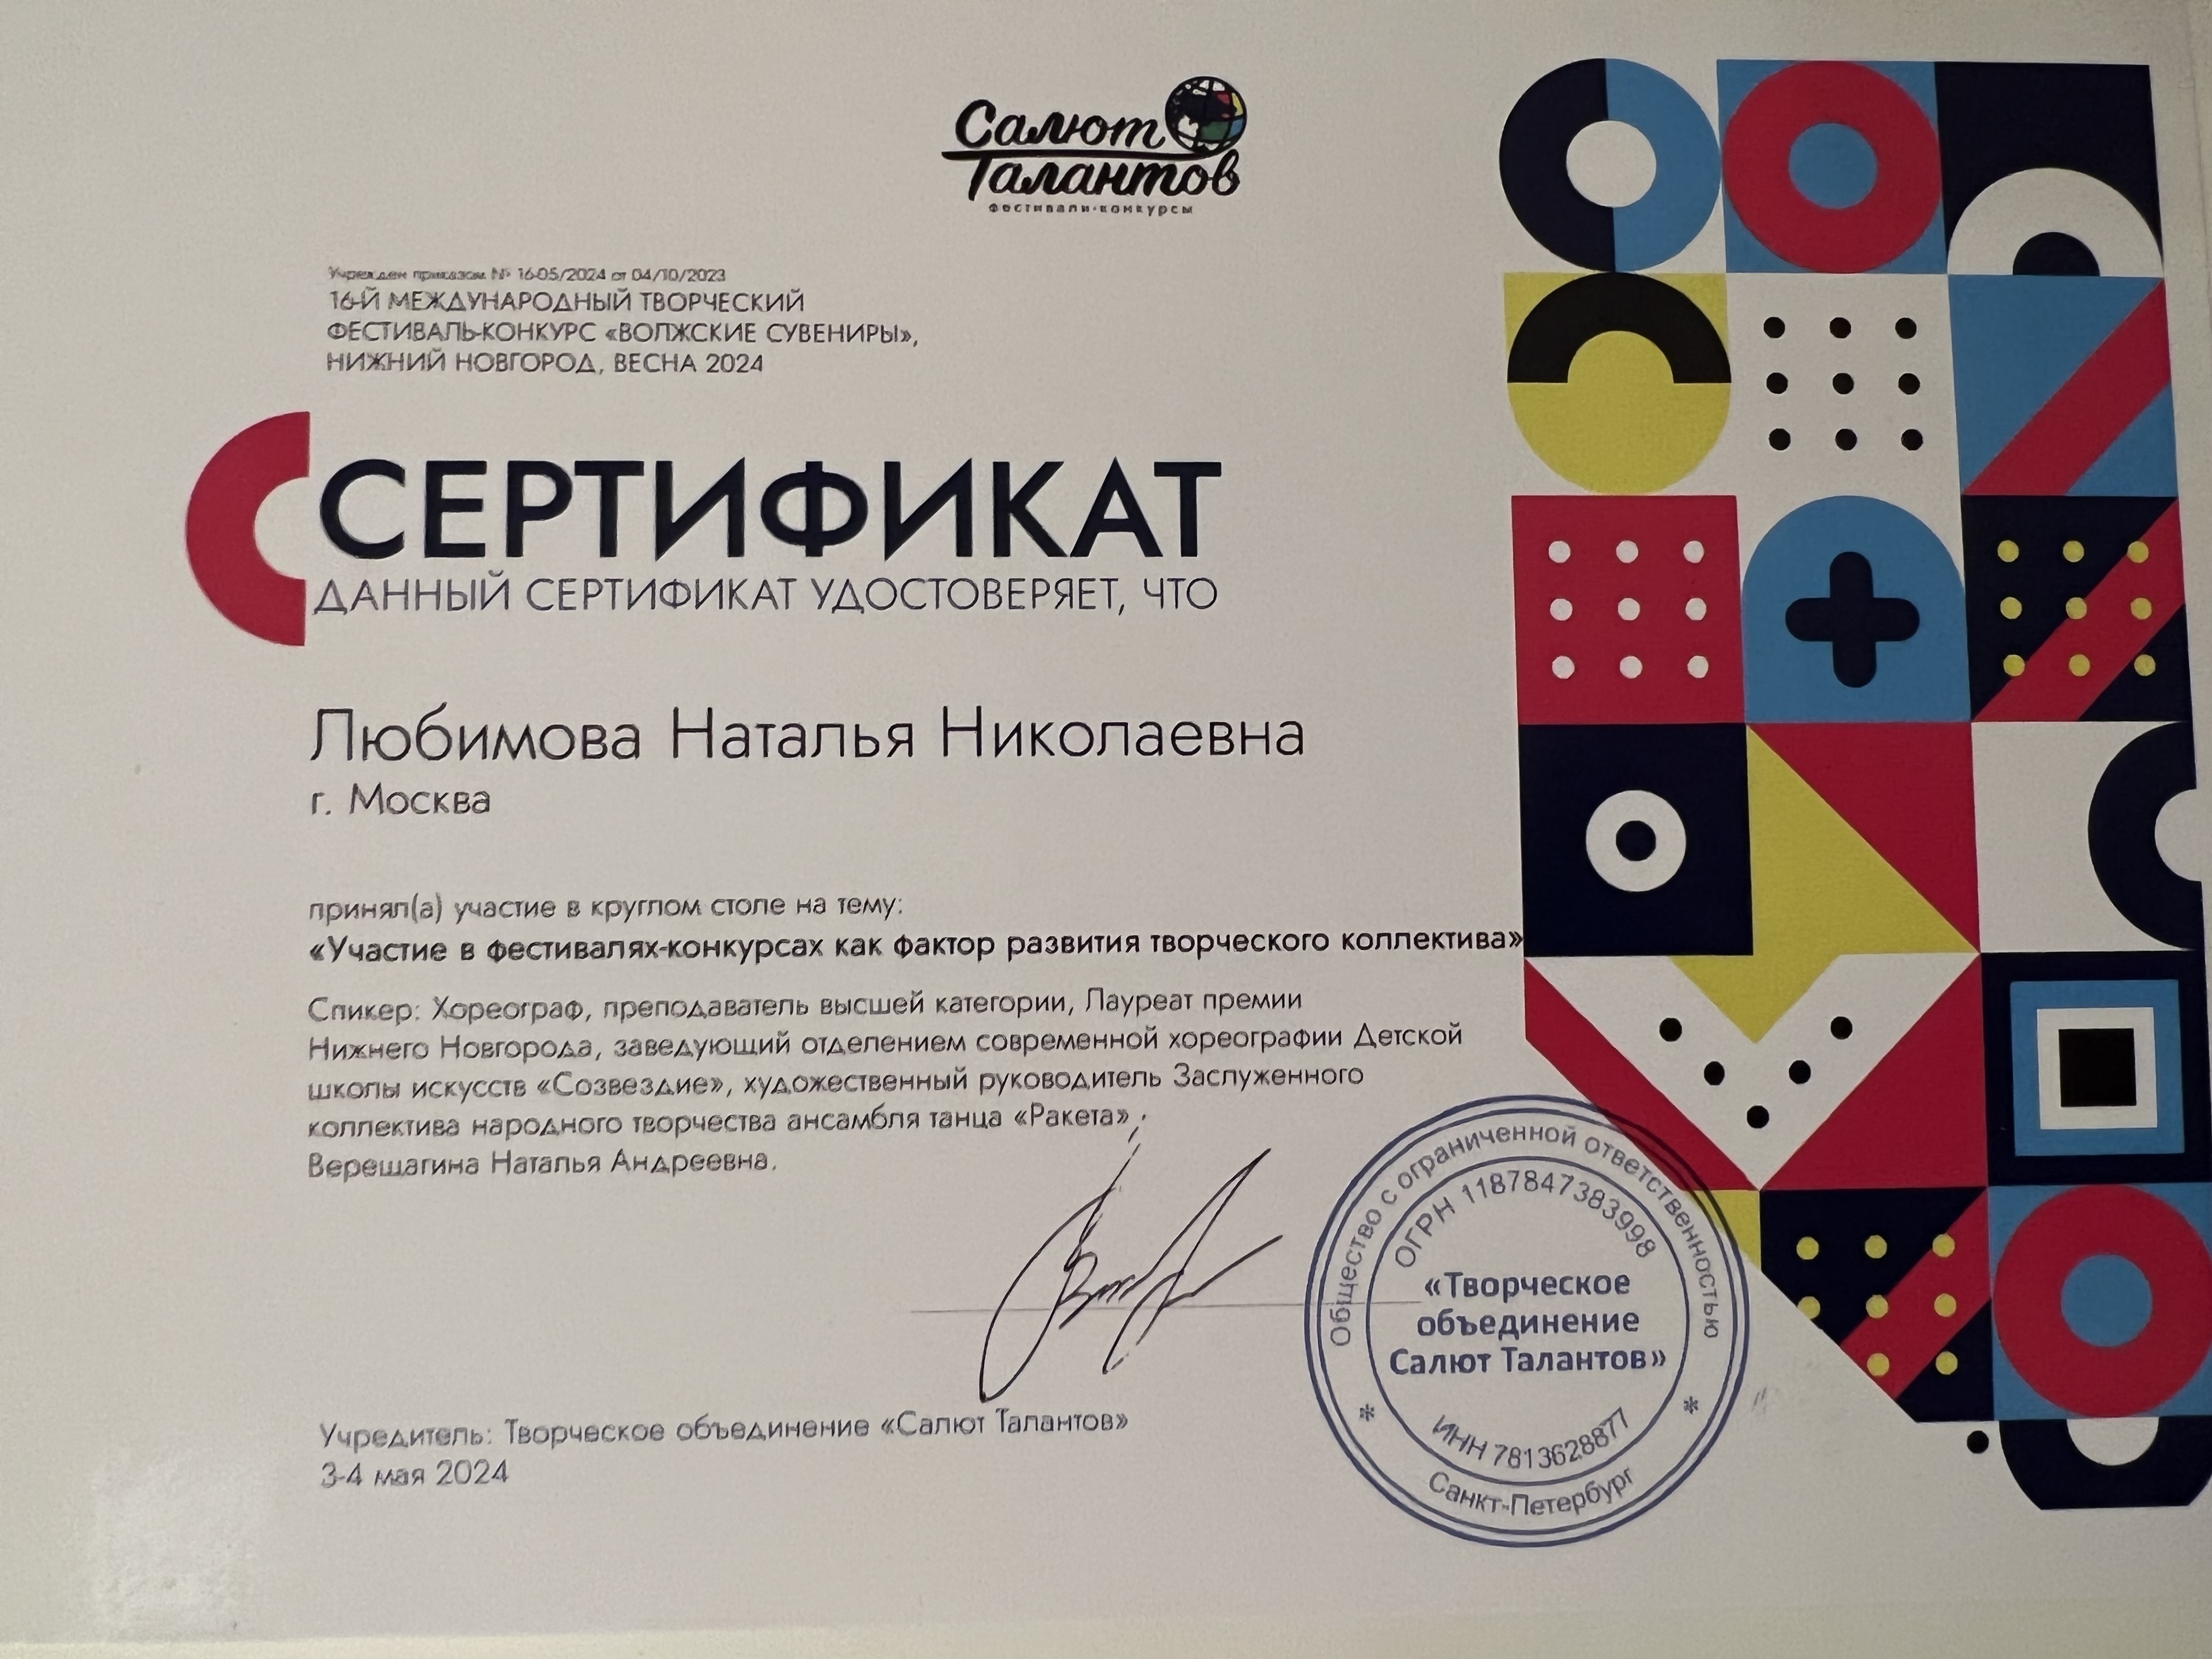 Салют
Талантов
фестивали-конкурсы
Учрежден приказом № 16-05/2024 от 04/10/2023
16-Й МЕЖДУНАРОДНЫЙ ТВОРЧЕСКИЙ
ФЕСТИВАЛЬ-КОНКУРС «ВОЛЖСКИЕ СУВЕНИРЫ»,
НИЖНИЙ НОВГОРОД, ВЕСНА 2024
СЕРТИФИКАТ
ДАННЫЙ СЕРТИФИКАТ УДОСТОВЕРЯЕТ, ЧТО
Любимова Наталья Николаевна
г. Москва
принял(а) участие в круглом столе на тему:
«Участие в фестивалях-конкурсах как фактор развития творческого коллектива»
Спикер: Хореограф, преподаватель высшей категории, Лауреат премии
Нижнего Новгорода, заведующий отделением современной хореографии Детской
школы искусств «Созвездие», художественный руководитель Заслуженного
коллектива народного творчества ансамбля танца «Ракета»
Верещагина Наталья Андреевна.
Общество с ограниченной ответственностью
ОГРН 1187847383998
«Творческое
объединение
Салют Талантов»
ИНН 7813628877
Санкт-Петербург
Учредитель: Творческое объединение «Салют Талантов»
3-4 мая 2024